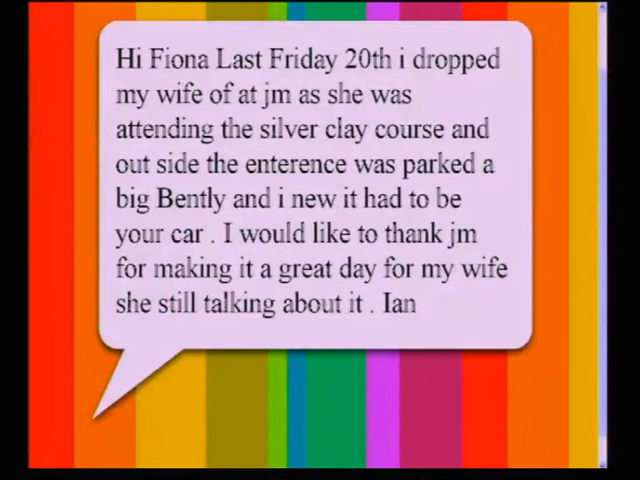 Hi Fiona Last Friday 20th i dropped
my wife of at jm as she was
attending the silver clay course and
out side the enterence was parked a
big Bently and i new it had to be
your car . I would like to thank jm
for making it a great day for my wife
she still talking about it . Ian